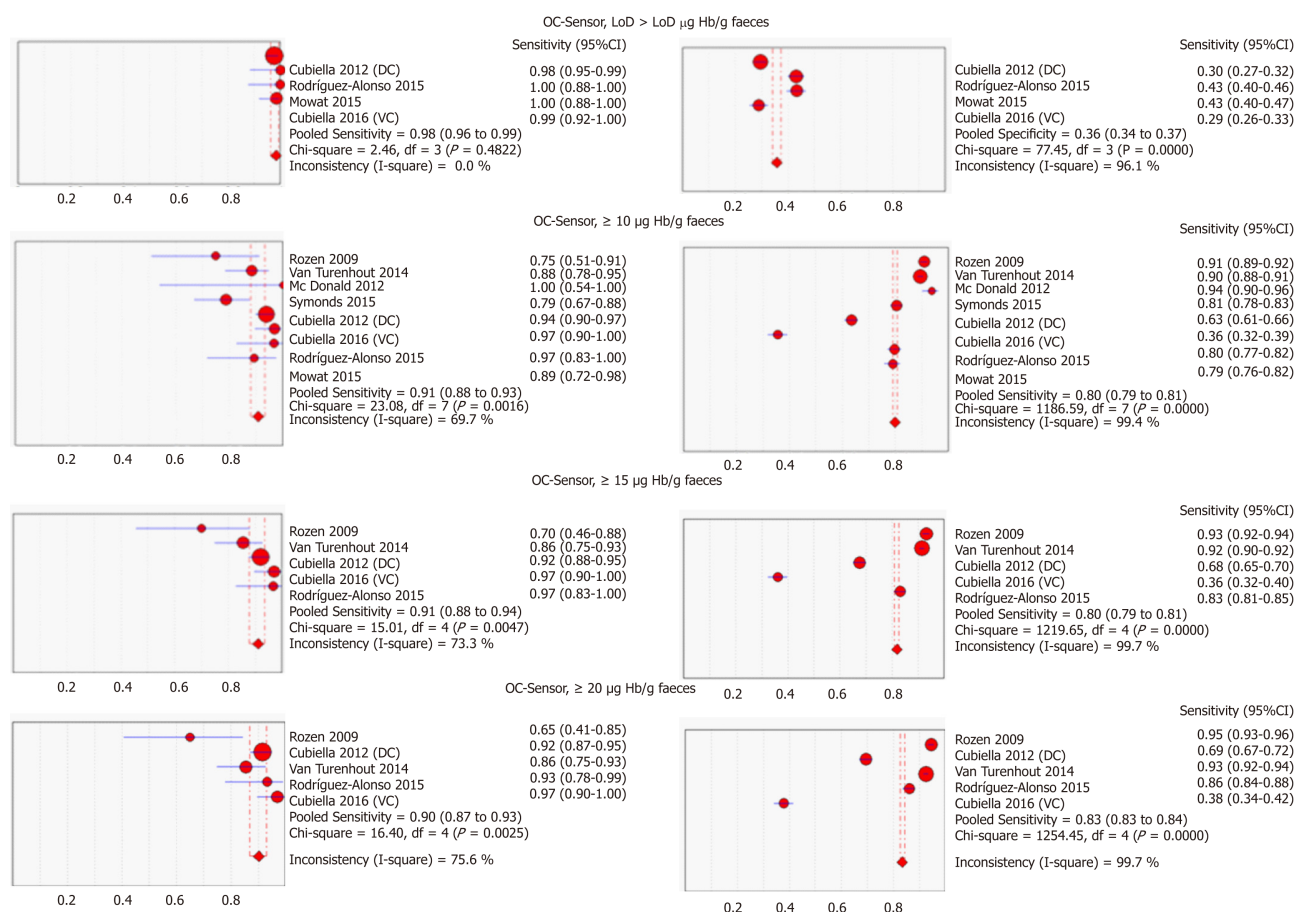 OC-Sensor, LoD > LoD µg Hb/g faeces
Sensitivity (95%CI)
Cubiella 2012 (DC) 0.98 (0.95-0.99)
Rodríguez-Alonso 2015 1.00 (0.88-1.00)
Mowat 2015 1.00 (0.88-1.00)
Cubiella 2016 (VC) 0.99 (0.92-1.00)
Pooled Sensitivity = 0.98 (0.96 to 0.99)
Chi-square = 2.46, df = 3 (P = 0.4822)
Inconsistency (I-square) = 0.0 %
0.2 0.4 0.6 0.8
Sensitivity (95%CI)
Cubiella 2012 (DC) 0.30 (0.27-0.32)
Rodríguez-Alonso 2015 0.43 (0.40-0.46)
Mowat 2015 0.43 (0.40-0.47)
Cubiella 2016 (VC) 0.29 (0.26-0.33)
Pooled Specificity = 0.36 (0.34 to 0.37)
Chi-square = 77.45, df = 3 (P = 0.0000)
Inconsistency (I-square) = 96.1 %
0.2 0.4 0.6 0.8
OC-Sensor, ≥ 10 µg Hb/g faeces
Rozen 2009 0.75 (0.51-0.91)
Van Turenhout 2014 0.88 (0.78-0.95)
Mc Donald 2012 1.00 (0.54-1.00)
Symonds 2015 0.79 (0.67-0.88)
Cubiella 2012 (DC) 0.94 (0.90-0.97)
Cubiella 2016 (VC) 0.97 (0.90-1.00)
Rodríguez-Alonso 2015 0.97 (0.83-1.00)
Mowat 2015 0.89 (0.72-0.98)
Pooled Sensitivity = 0.91 (0.88 to 0.93)
Chi-square = 23.08, df = 7 (P = 0.0016)
Inconsistency (I-square) = 69.7 %
0.2 0.4 0.6 0.8
Sensitivity (95%CI)
Rozen 2009 0.91 (0.89-0.92)
Van Turenhout 2014 0.90 (0.88-0.91)
Mc Donald 2012 0.94 (0.90-0.96)
Symonds 2015 0.81 (0.78-0.83)
Cubiella 2012 (DC) 0.63 (0.61-0.66)
Cubiella 2016 (VC) 0.36 (0.32-0.39)
Rodríguez-Alonso 2015 0.80 (0.77-0.82)
Mowat 2015 0.79 (0.76-0.82)
Pooled Sensitivity = 0.80 (0.79 to 0.81)
Chi-square = 1186.59, df = 7 (P = 0.0000)
Inconsistency (I-square) = 99.4 %
0.2 0.4 0.6 0.8
OC-Sensor, ≥ 15 µg Hb/g faeces
Rozen 2009 0.70 (0.46-0.88)
Van Turenhout 2014 0.86 (0.75-0.93)
Cubiella 2012 (DC) 0.92 (0.88-0.95)
Cubiella 2016 (VC) 0.97 (0.90-1.00)
Rodríguez-Alonso 2015 0.97 (0.83-1.00)
Pooled Sensitivity = 0.91 (0.88 to 0.94)
Chi-square = 15.01, df = 4 (P = 0.0047)
Inconsistency (I-square) = 73.3 %
0.2 0.4 0.6 0.8
Sensitivity (95%CI)
Rozen 2009 0.93 (0.92-0.94)
Van Turenhout 2014 0.92 (0.90-0.92)
Cubiella 2012 (DC) 0.68 (0.65-0.70)
Cubiella 2016 (VC) 0.36 (0.32-0.40)
Rodríguez-Alonso 2015 0.83 (0.81-0.85)
Pooled Sensitivity = 0.80 (0.79 to 0.81)
Chi-square = 1219.65, df = 4 (P = 0.0000)
Inconsistency (I-square) = 99.7 %
0.2 0.4 0.6 0.8
OC-Sensor, ≥ 20 µg Hb/g faeces
Rozen 2009 0.65 (0.41-0.85)
Cubiella 2012 (DC) 0.92 (0.87-0.95)
Van Turenhout 2014 0.86 (0.75-0.93)
Rodríguez-Alonso 2015 0.93 (0.78-0.99)
Cubiella 2016 (VC) 0.97 (0.90-1.00)
Pooled Sensitivity = 0.90 (0.87 to 0.93)
Chi-square = 16.40, df = 4 (P = 0.0025)
Inconsistency (I-square) = 75.6 %
0.2 0.4 0.6 0.8
Sensitivity (95%CI)
Rozen 2009 0.95 (0.93-0.96)
Cubiella 2012 (DC) 0.69 (0.67-0.72)
Van Turenhout 2014 0.93 (0.92-0.94)
Rodríguez-Alonso 2015 0.86 (0.84-0.88)
Cubiella 2016 (VC) 0.38 (0.34-0.42)
Pooled Sensitivity = 0.83 (0.83 to 0.84)
Chi-square = 1254.45, df = 4 (P = 0.0000)
Inconsistency (I-square) = 99.7 %
0.2 0.4 0.6 0.8